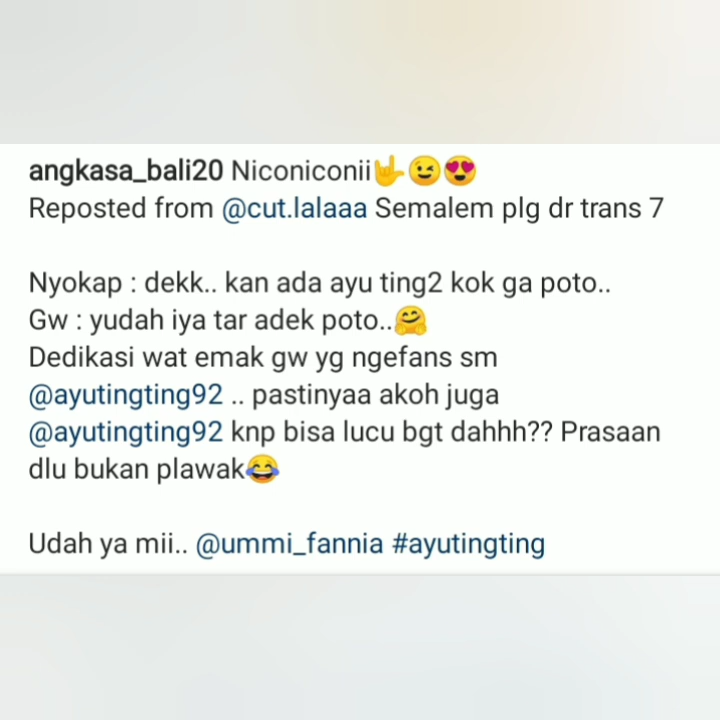 angkasa_bali20 Niconiconii🤟😉😍
Reposted from @cut.lalaaa Semalem plg dr trans 7
Nyokap : dekk.. kan ada ayu ting2 kok ga poto..
Gw : yudah iya tar adek poto..🤗
Dedikasi wat emak gw yg ngefans sm
@ayutingting92 .. pastinyaa akoh juga
@ayutingting92 knp bisa lucu bgt dahhh?? Prasaan
dlu bukan plawak😂
Udah ya mii.. @ummi_fannia #ayutingting